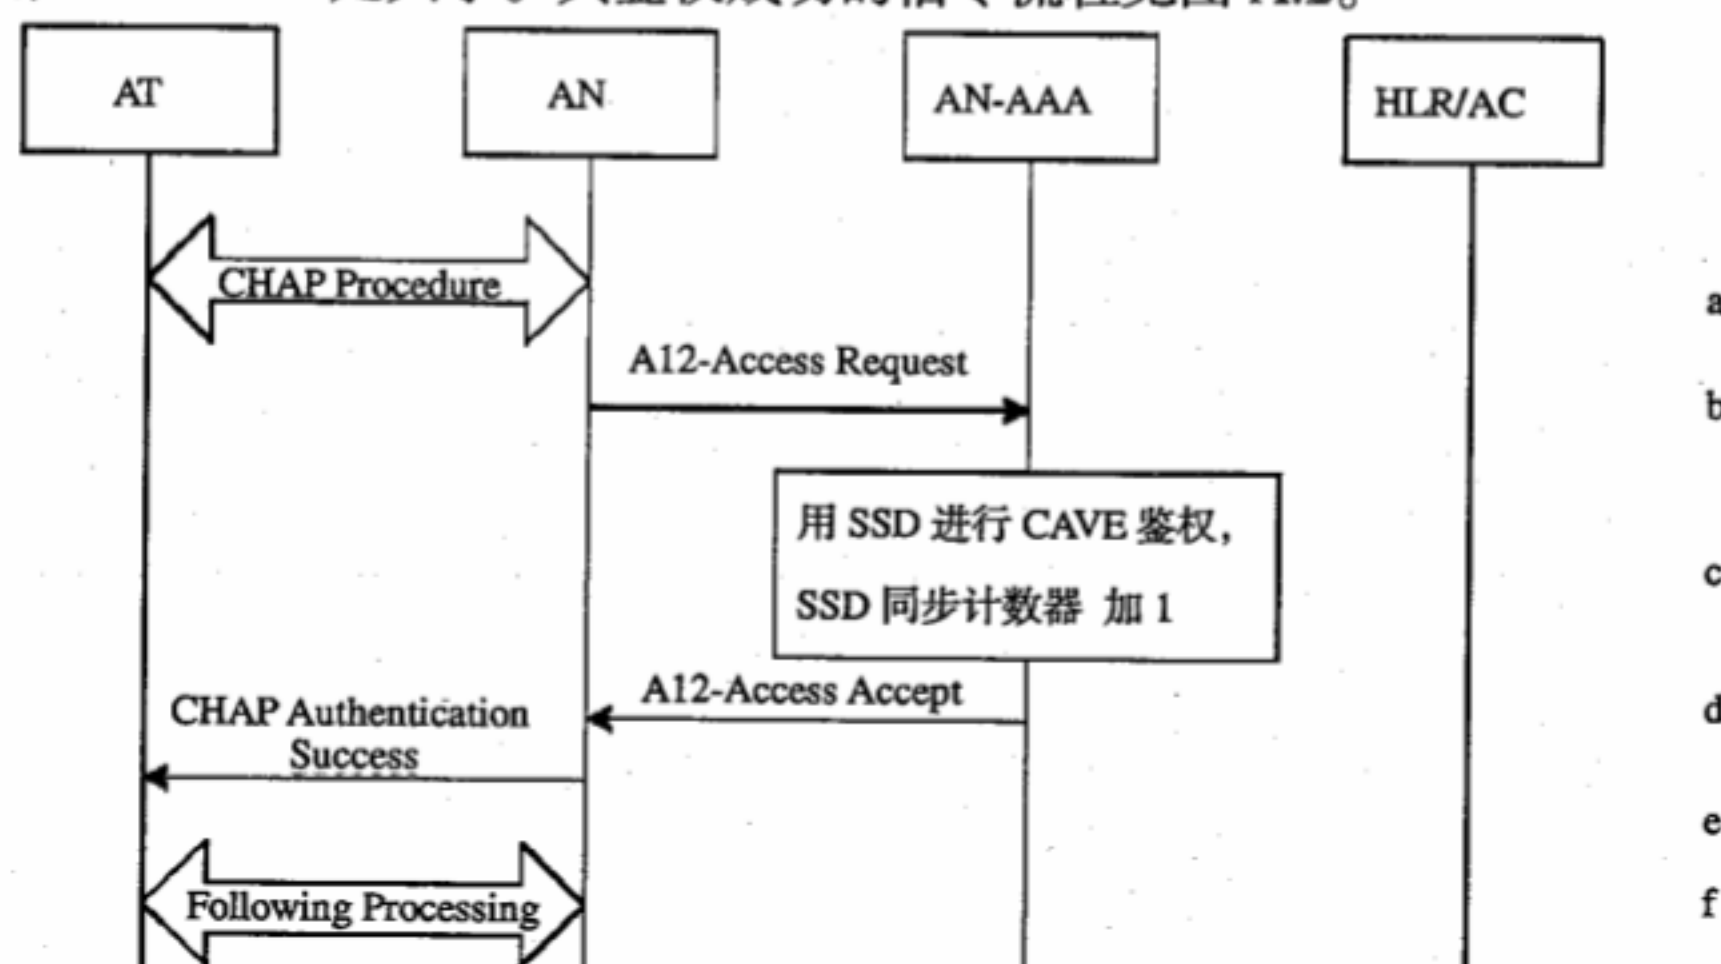 AT
AN
AN-AAA
HLR/AC
CHAP Procedure
a
A12-Access Request
b
用 SSD 进行 CAVE 鉴权，
SSD 同步计数器 加 1
c
A12-Access Accept
d
CHAP Authentication
Success
e
Following Processing
f